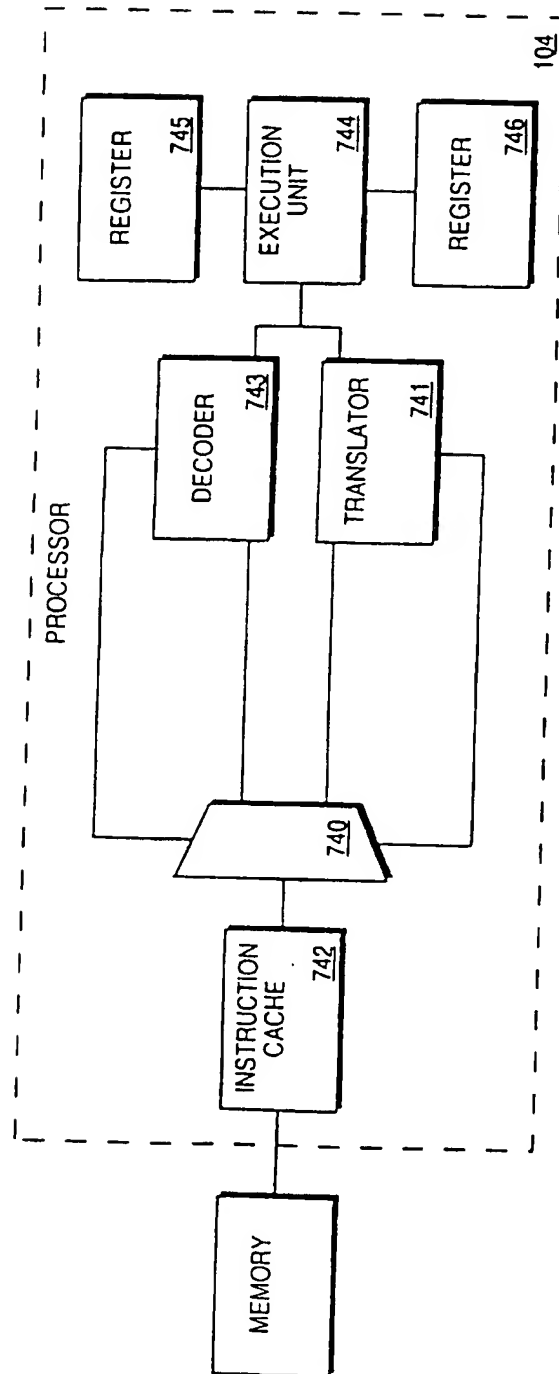 PROCESSOR
104
MEMORY
INSTRUCTION
CACHE
742
740
DECODER
743
TRANSLATOR
741
REGISTER
745
EXECUTION
UNIT
744
REGISTER
746